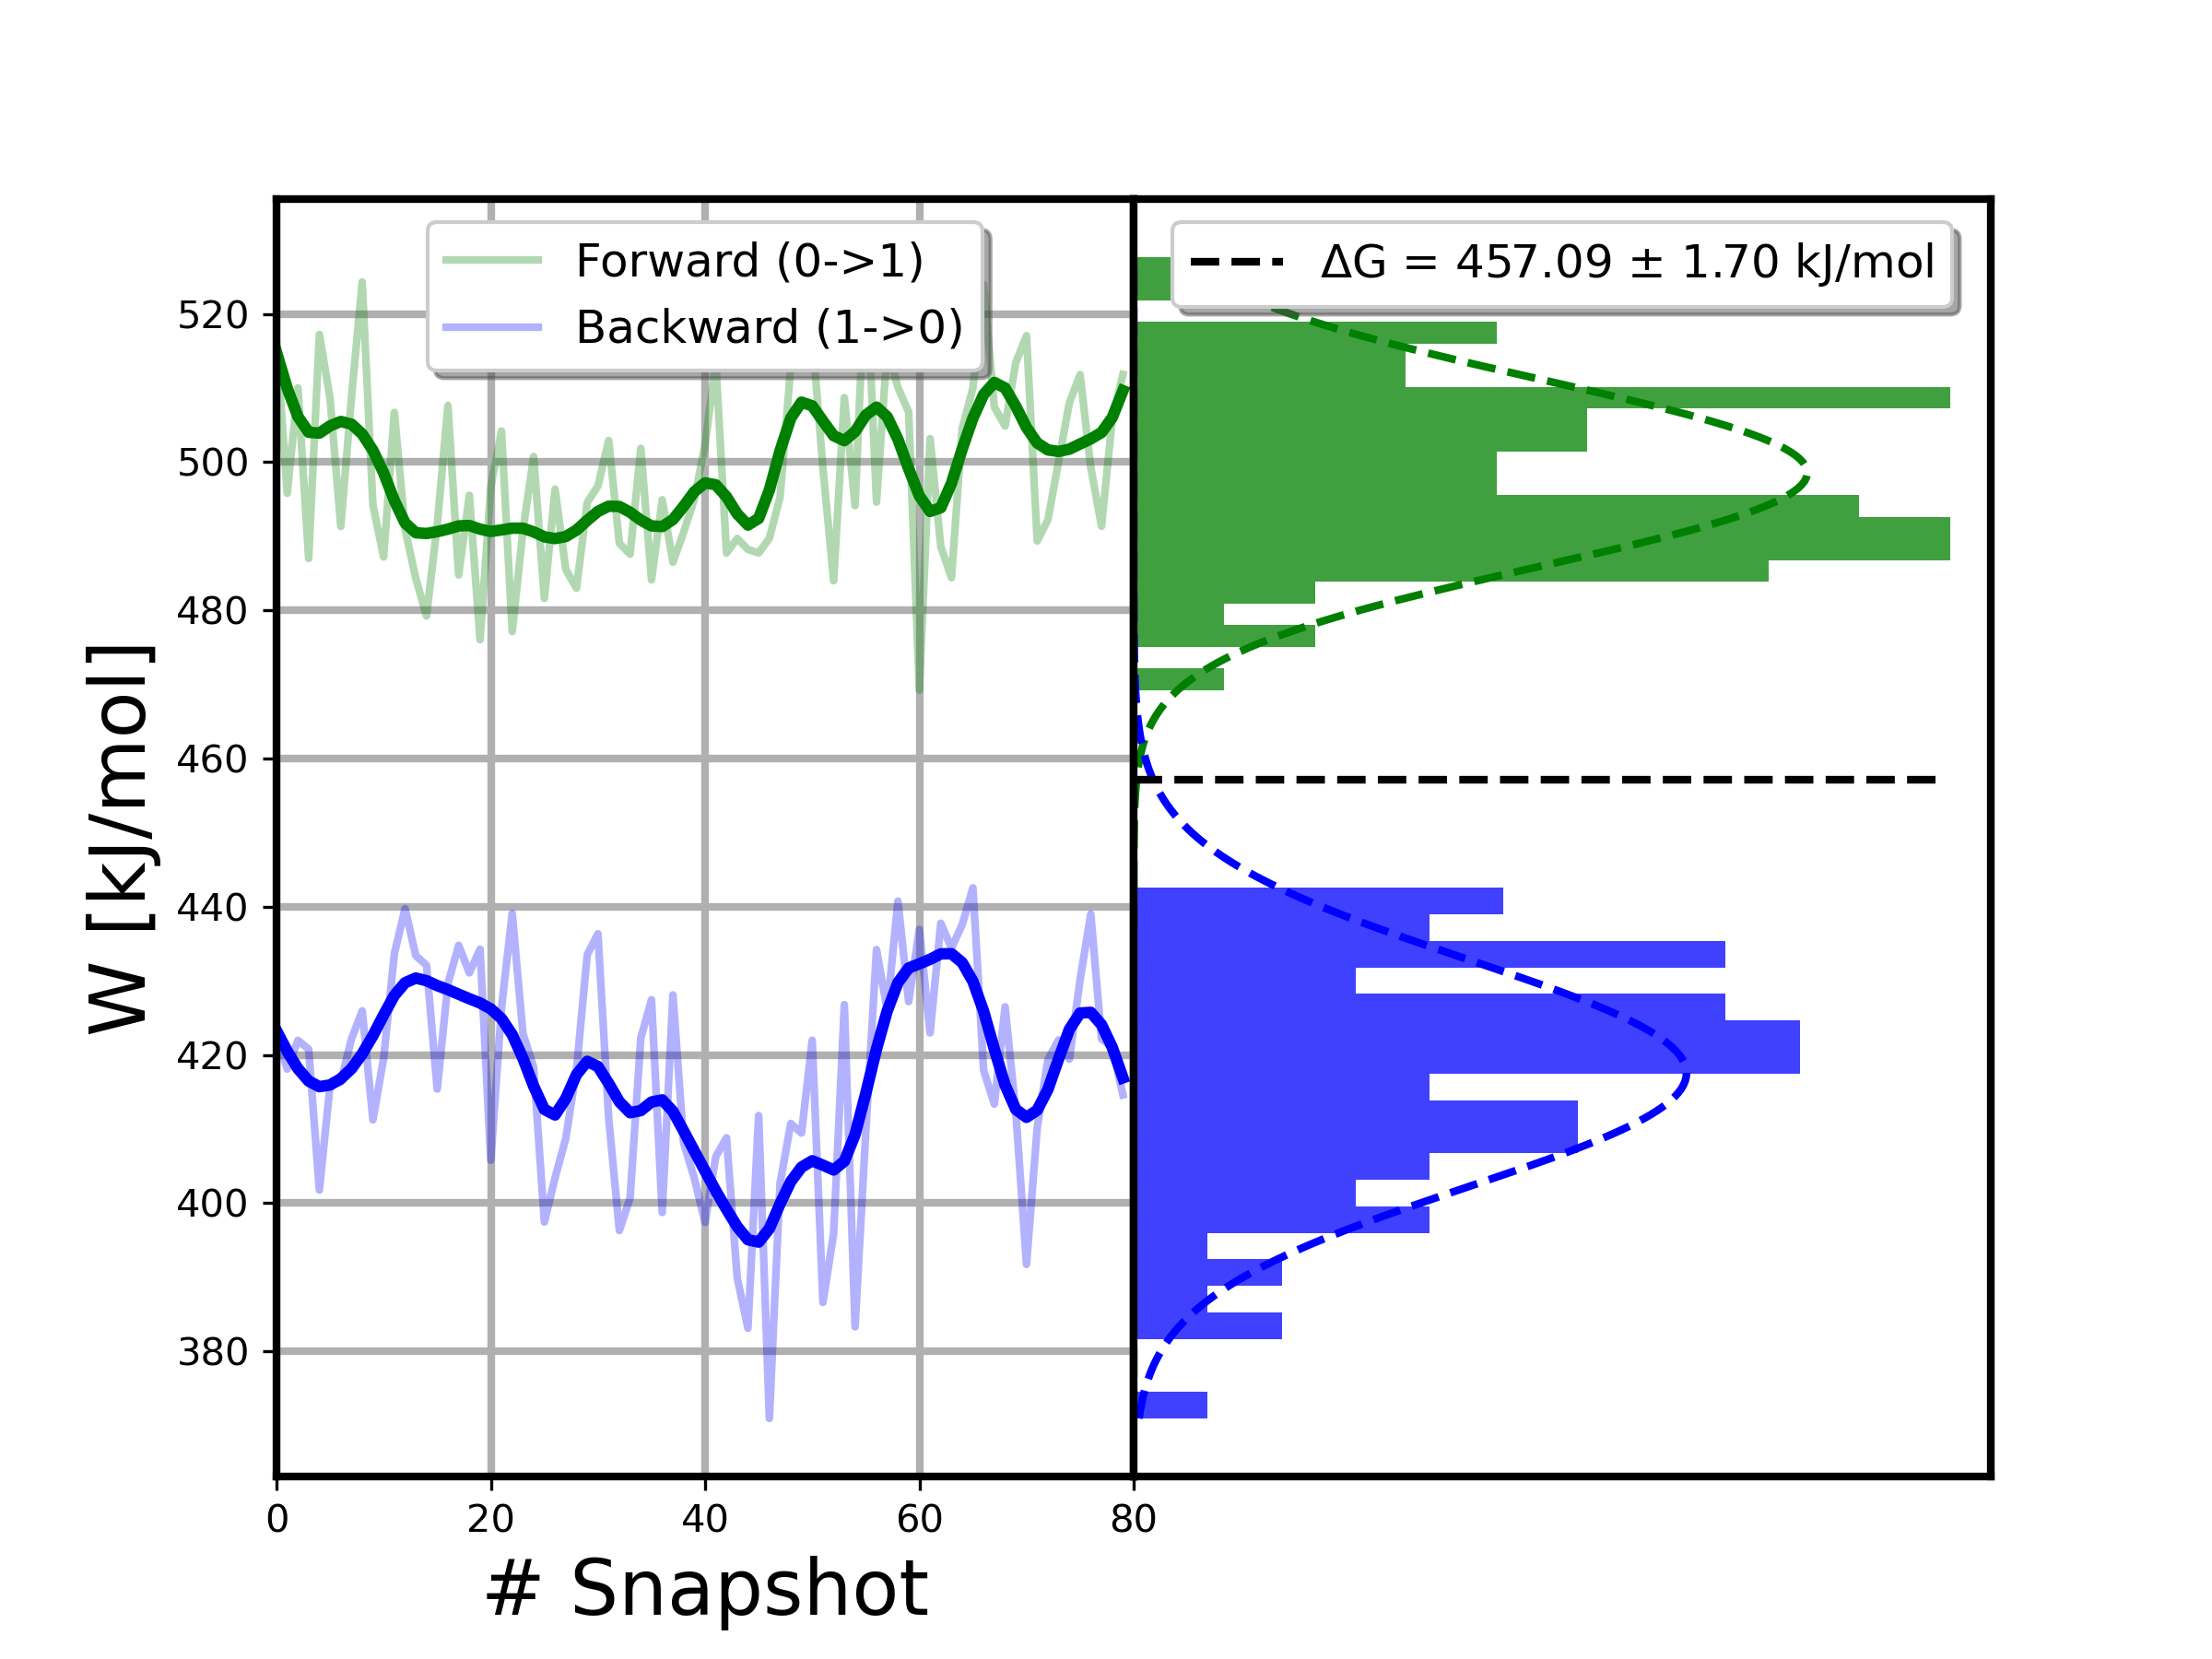 Forward (0->1)
Backward (1->0)
ΔG = 457.09 ± 1.70 kJ/mol
520
500
480
460
440
420
400
380
W [kJ/mol]
0 20 40 60 80
# Snapshot